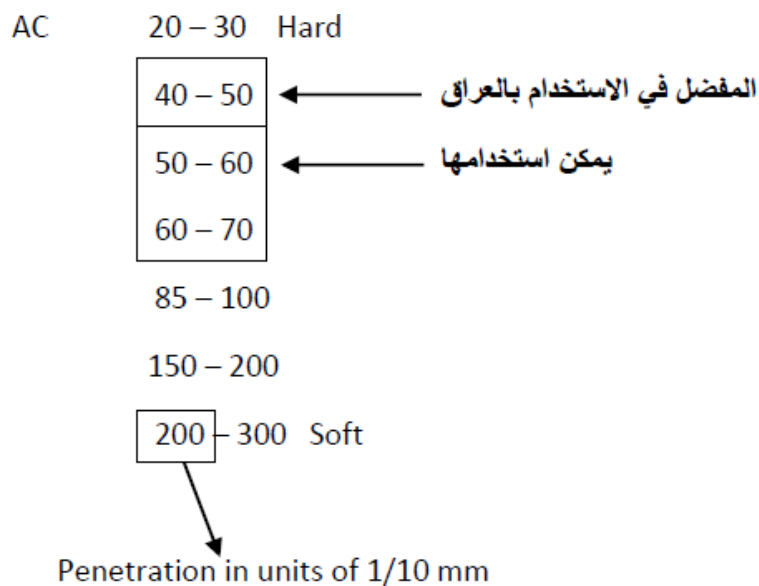 AC 20 – 30 Hard
40 – 50 المفضل في الاستخدام بالعراق
50 – 60 يمكن استخدامها
60 – 70
85 – 100
150 – 200
200 – 300 Soft
Penetration in units of 1/10 mm